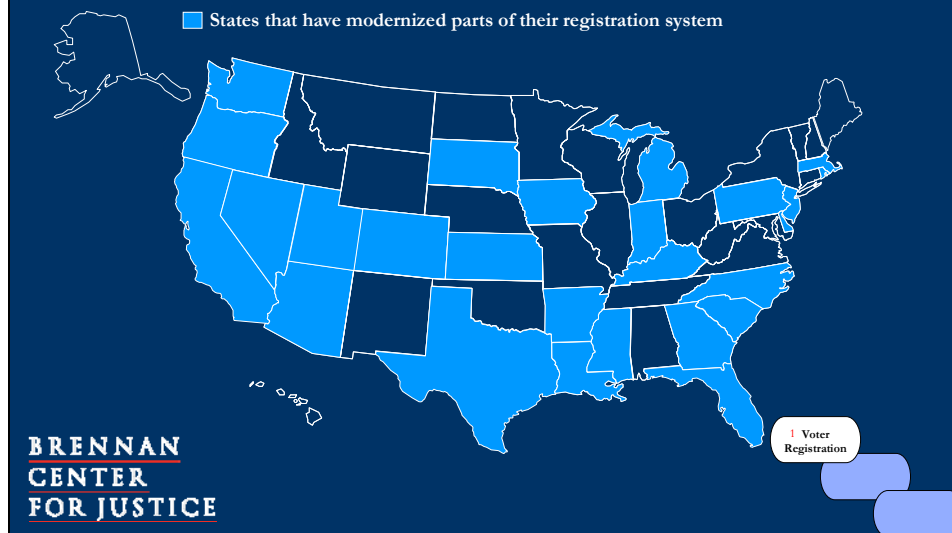 States that have modernized parts of their registration system
1 Voter
Registration
BRENNAN
CENTER
FOR JUSTICE